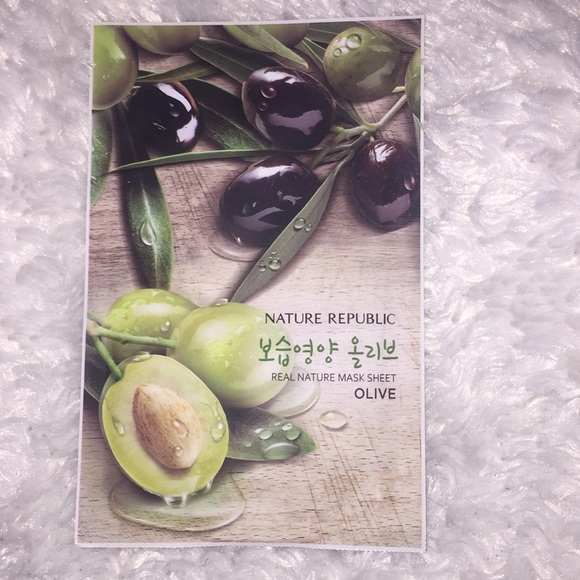 NATURE REPUBLIC
보습영양 올리브
REAL NATURE MASK SHEET
OLIVE